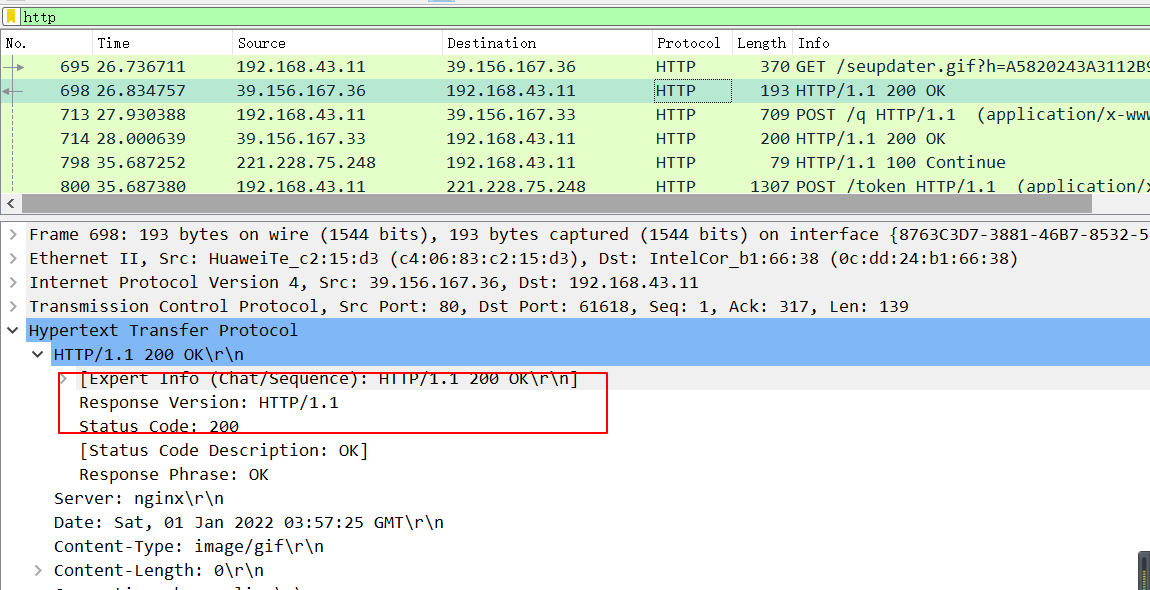 http
No. Time Source Destination Protocol Length Info
695 26.736711 192.168.43.11 39.156.167.36 HTTP 370 GET /seupdater.gif?h=A5820243A3112B9
698 26.834757 39.156.167.36 192.168.43.11 HTTP 193 HTTP/1.1 200 OK
713 27.930388 192.168.43.11 39.156.167.33 HTTP 709 POST /q HTTP/1.1 (application/x-www
714 28.000639 39.156.167.33 192.168.43.11 HTTP 200 HTTP/1.1 200 OK
798 35.687252 221.228.75.248 192.168.43.11 HTTP 79 HTTP/1.1 100 Continue
800 35.687380 192.168.43.11 221.228.75.248 HTTP 1307 POST /token HTTP/1.1 (application/x
Frame 698: 193 bytes on wire (1544 bits), 193 bytes captured (1544 bits) on interface {8763C3D7-3881-46B7-8532-5
Ethernet II, Src: HuaweiTe_c2:15:d3 (c4:06:83:c2:15:d3), Dst: IntelCor_b1:66:38 (0c:dd:24:b1:66:38)
Internet Protocol Version 4, Src: 39.156.167.36, Dst: 192.168.43.11
Transmission Control Protocol, Src Port: 80, Dst Port: 61618, Seq: 1, Ack: 317, Len: 139
Hypertext Transfer Protocol
HTTP/1.1 200 OK\r\n
[Expert Info (Chat/Sequence): HTTP/1.1 200 OK\r\n]
Response Version: HTTP/1.1
Status Code: 200
[Status Code Description: OK]
Response Phrase: OK
Server: nginx\r\n
Date: Sat, 01 Jan 2022 03:57:25 GMT\r\n
Content-Type: image/gif\r\n
Content-Length: 0\r\n